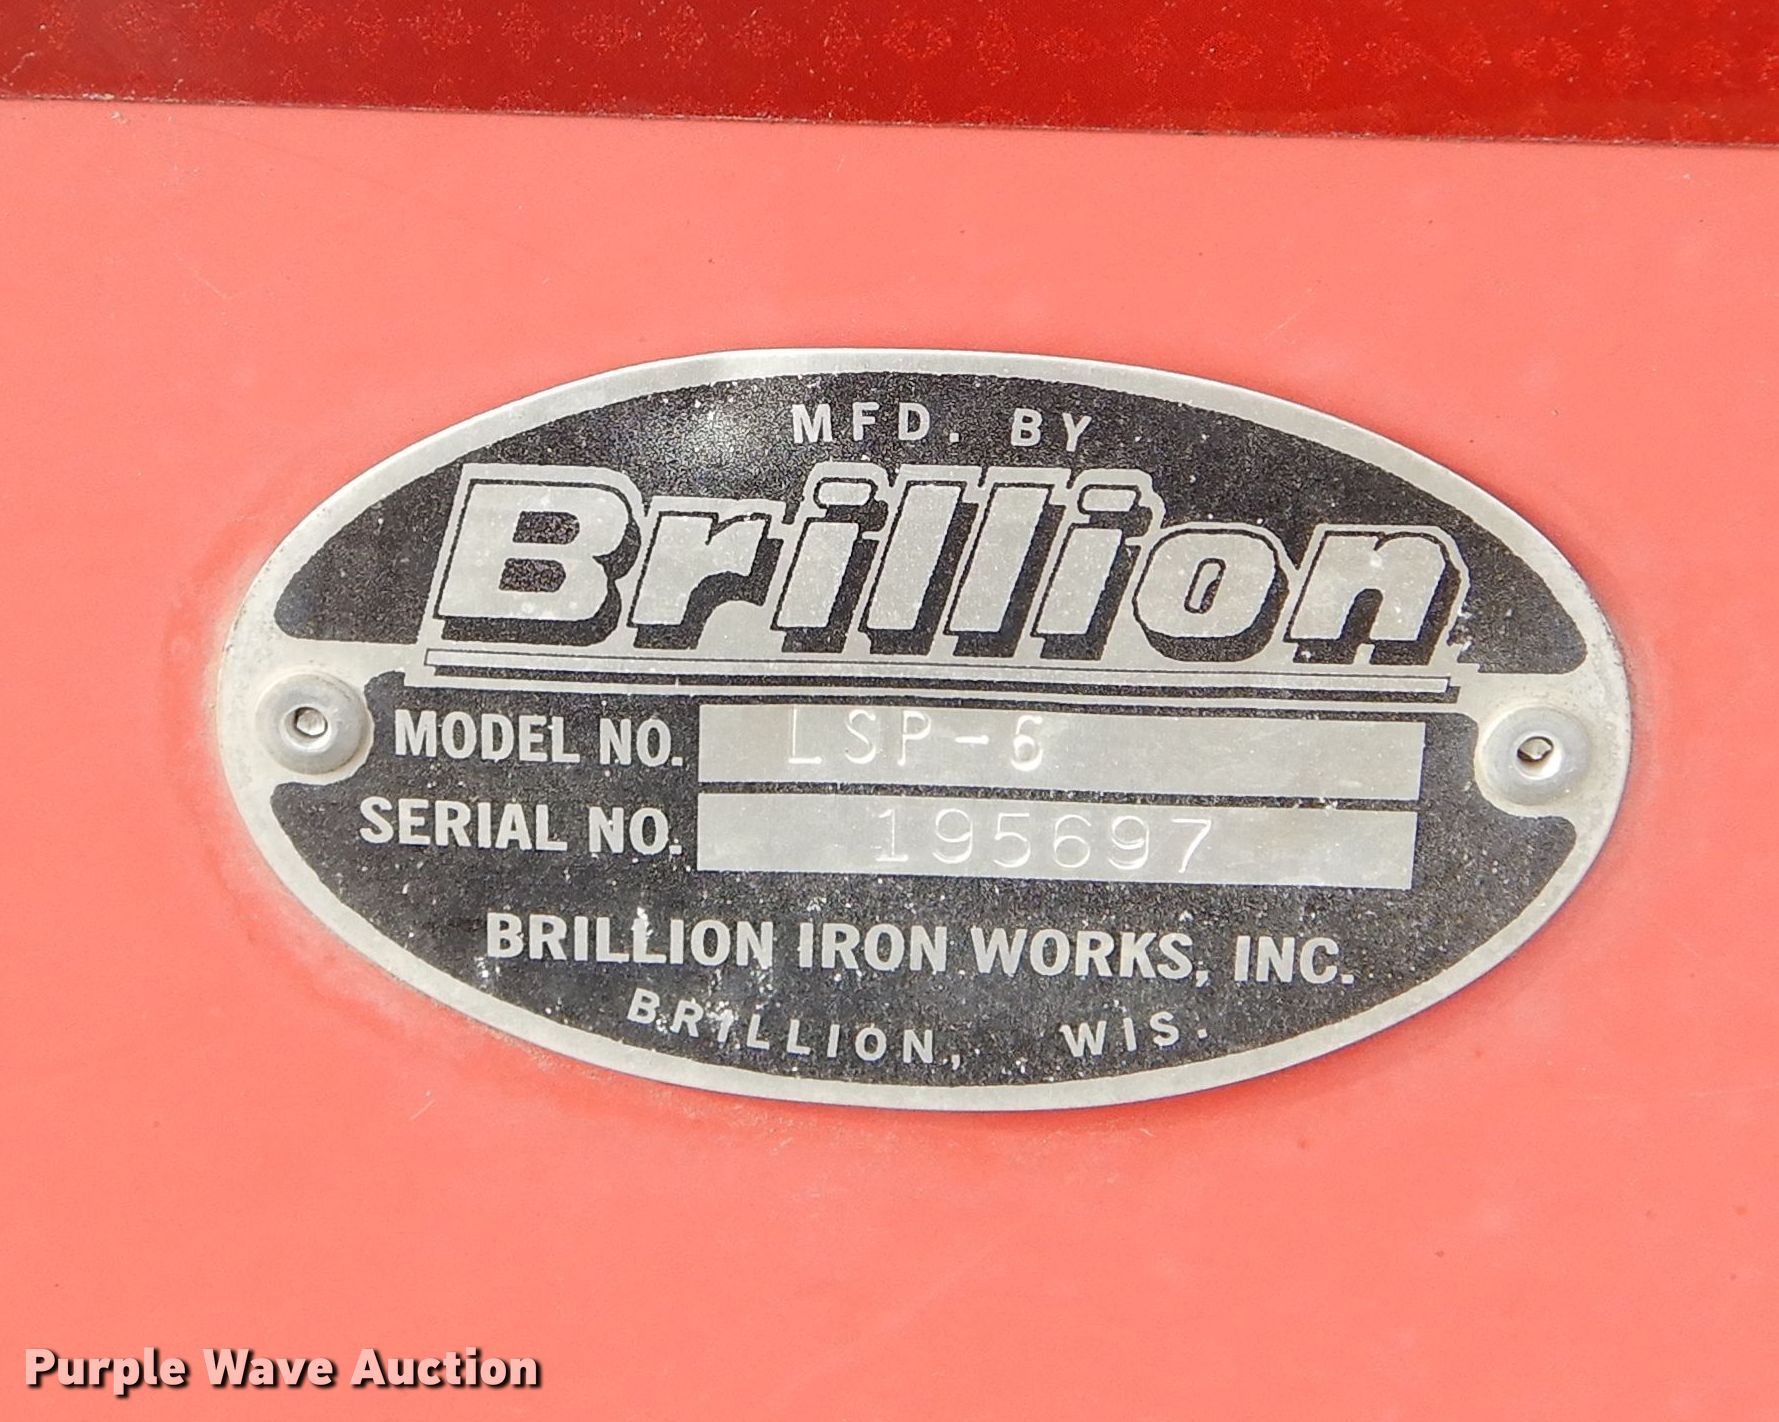 MFD. BY
Brillion
MODEL NO. LSP-6
SERIAL NO. 195697
BRILLION IRON WORKS, INC.
BRILLION, WIS.
Purple Wave Auction